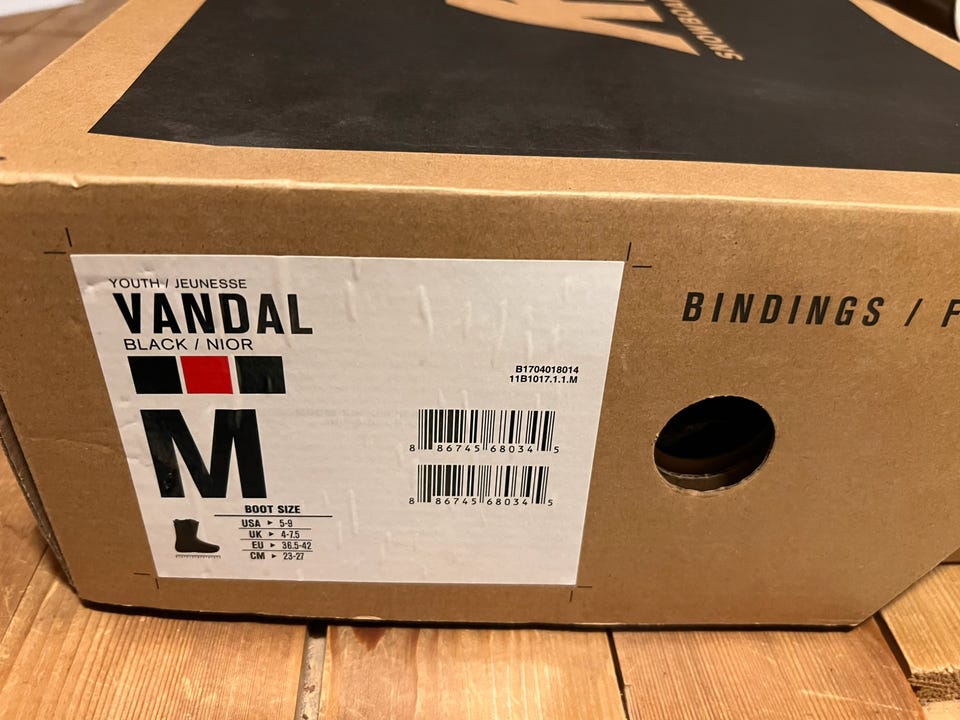 SNOWBOARDS
YOUTH / JEUNESSE
VANDAL
BLACK / NIOR
B1704018014
11B1017.1.1.M
M
8 86745 68034 5
8 86745 68034 5
BOOT SIZE
USA ▸ 5-9
UK ▸ 4-7.5
EU ▸ 36.5-42
CM ▸ 23-27
BINDINGS / F